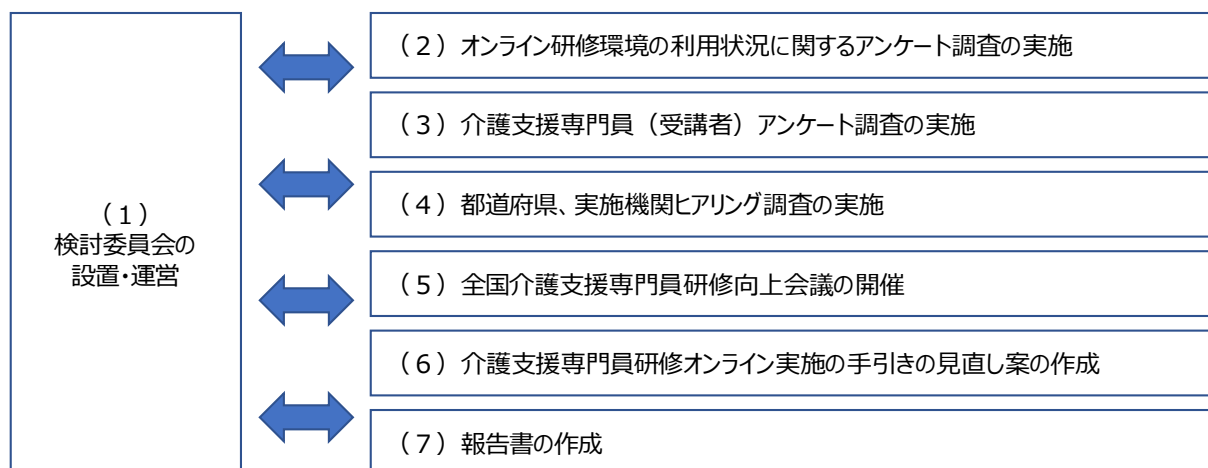 （１）
検討委員会の
設置・運営
（２）オンライン研修環境の利用状況に関するアンケート調査の実施
（３）介護支援専門員（受講者）アンケート調査の実施
（４）都道府県、実施機関ヒアリング調査の実施
（５）全国介護支援専門員研修向上会議の開催
（６）介護支援専門員研修オンライン実施の手引きの見直し案の作成
（７）報告書の作成